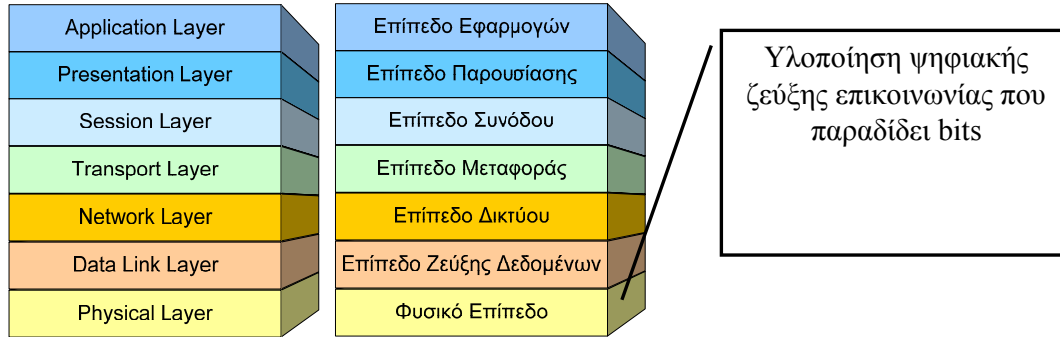 Application Layer
Presentation Layer
Session Layer
Transport Layer
Network Layer
Data Link Layer
Physical Layer
Επίπεδο Εφαρμογών
Επίπεδο Παρουσίασης
Επίπεδο Συνόδου
Επίπεδο Μεταφοράς
Επίπεδο Δικτύου
Επίπεδο Ζεύξης Δεδομένων
Φυσικό Επίπεδο
Υλοποίηση ψηφιακής
ζεύξης επικοινωνίας που
παραδίδει bits